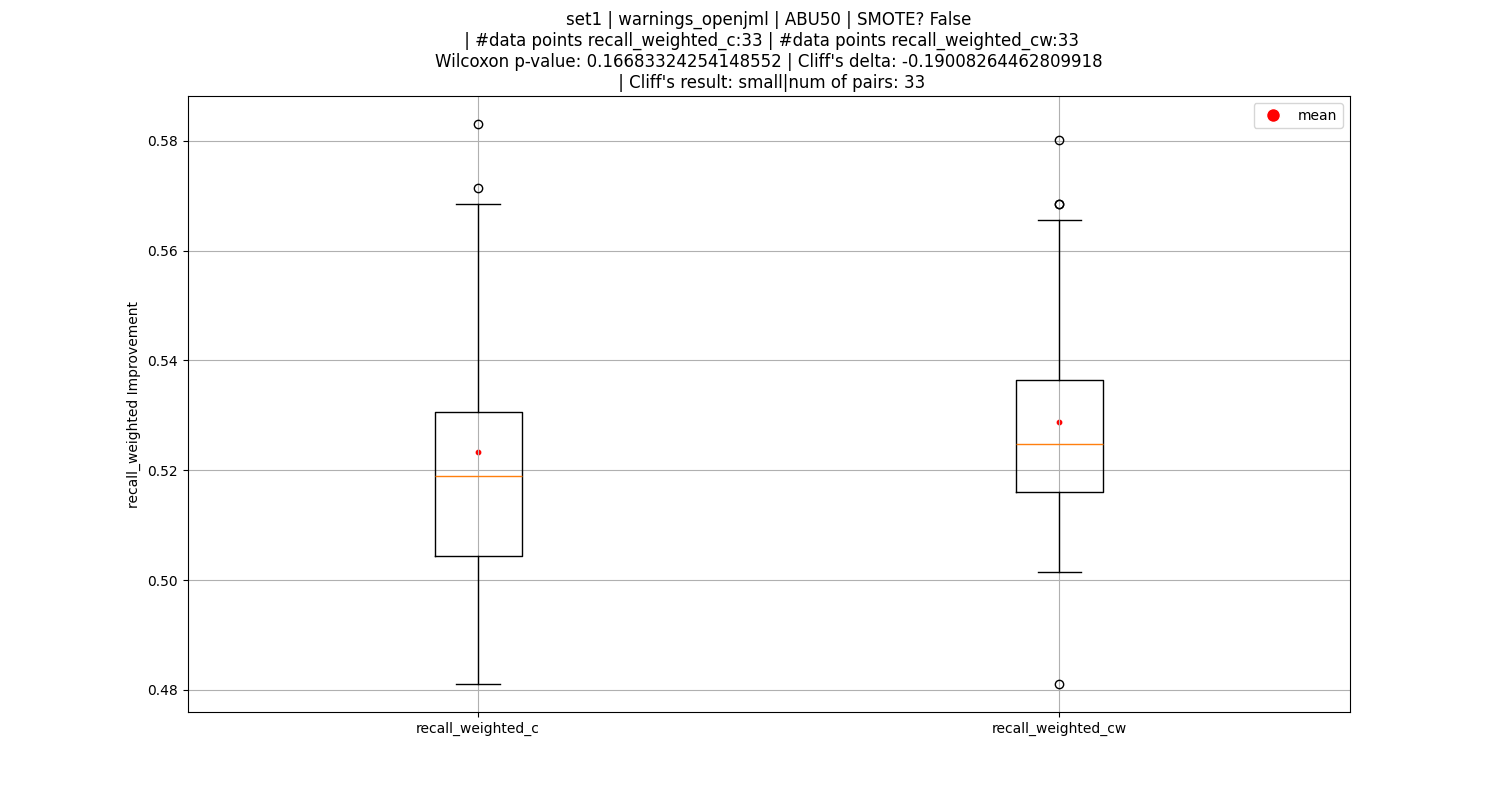 set1 | warnings_openjml | ABU50 | SMOTE? False
| #data points recall_weighted_c:33 | #data points recall_weighted_cw:33
Wilcoxon p-value: 0.16683324254148552 | Cliff's delta: -0.19008264462809918
| Cliff's result: small|num of pairs: 33
mean
0.58
0.56
0.54
0.52
0.50
0.48
recall_weighted Improvement
recall_weighted_c
recall_weighted_cw